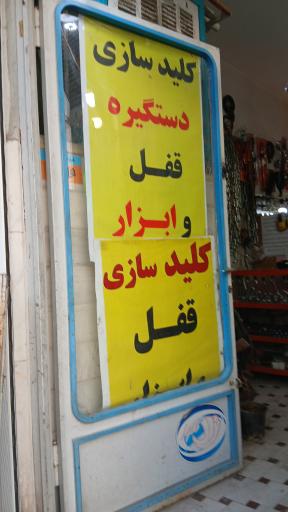 کلید سازی
دستگیره
قفل
و ابزار
کلید سازی
قفل